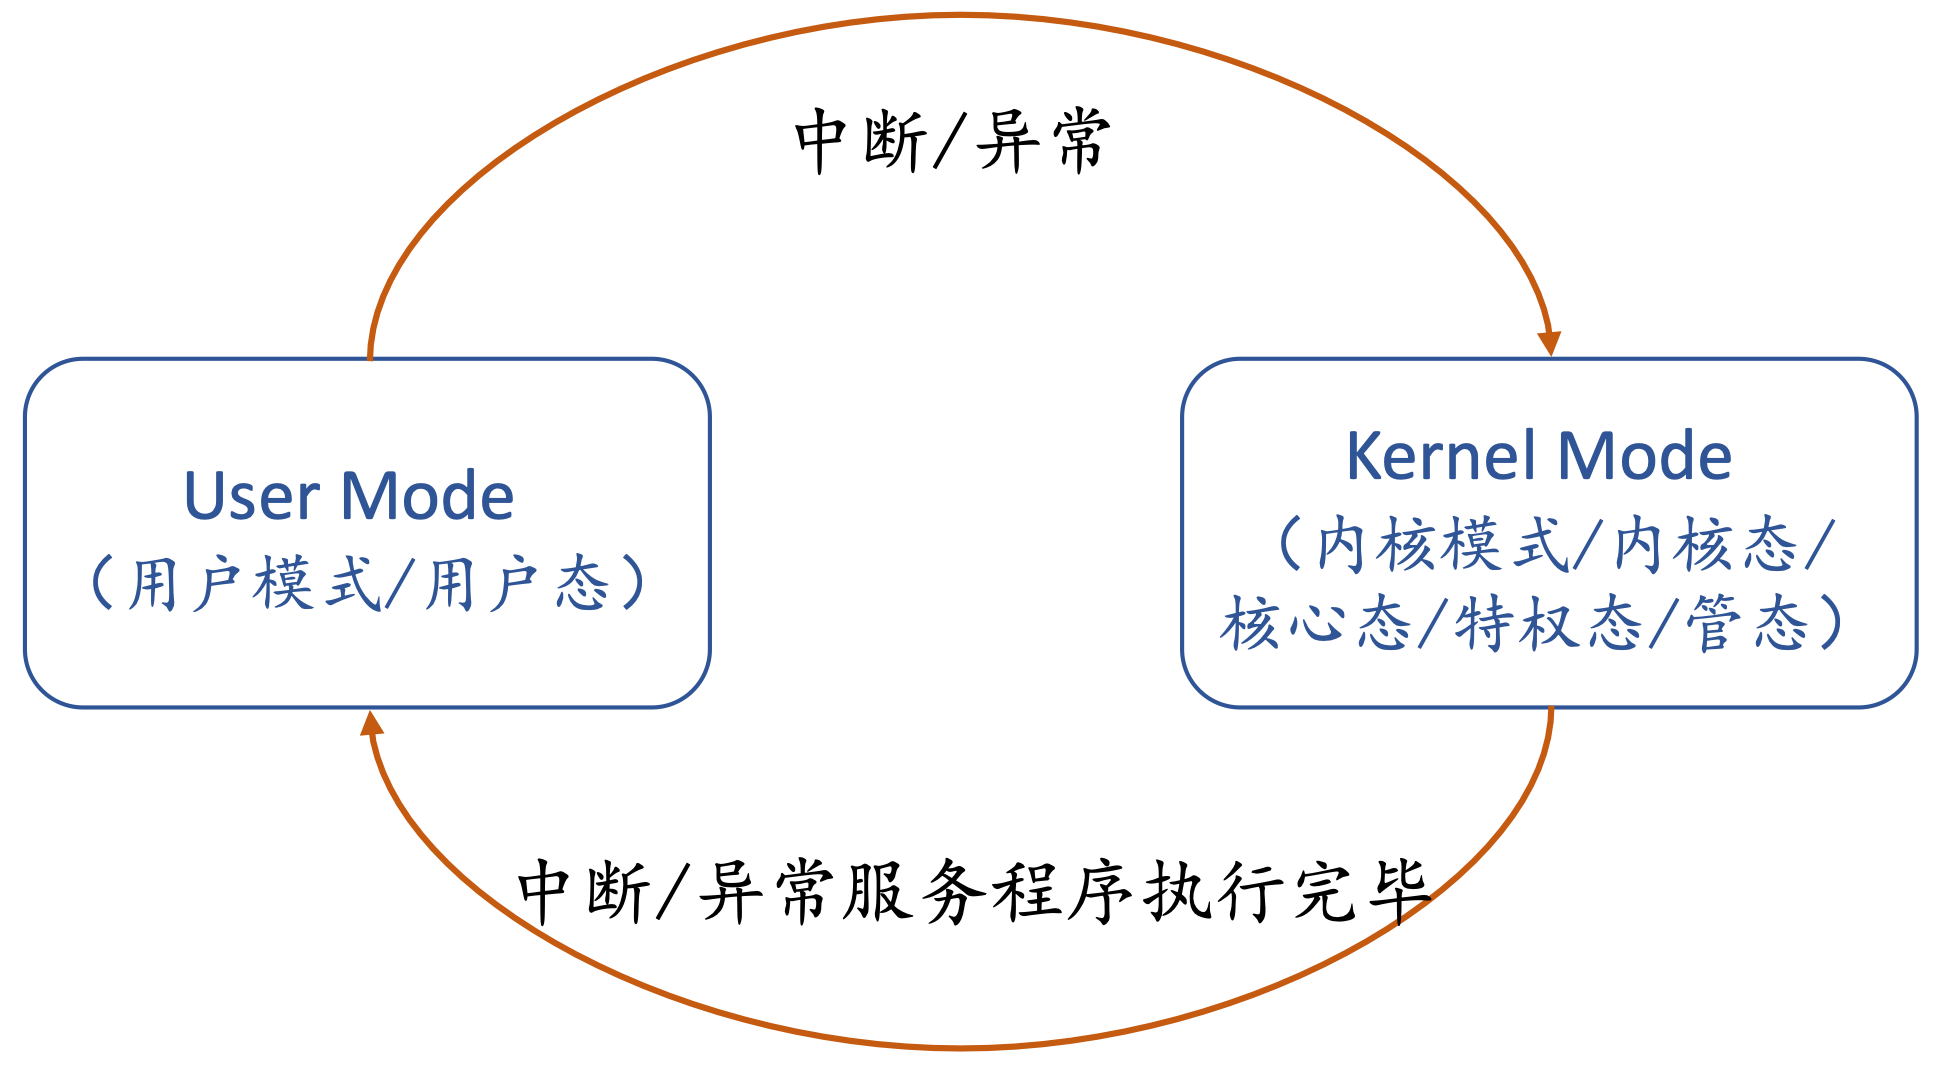 中断/异常
User Mode
（用户模式/用户态）
Kernel Mode
（内核模式/内核态/
核心态/特权态/管态）
中断/异常服务程序执行完毕